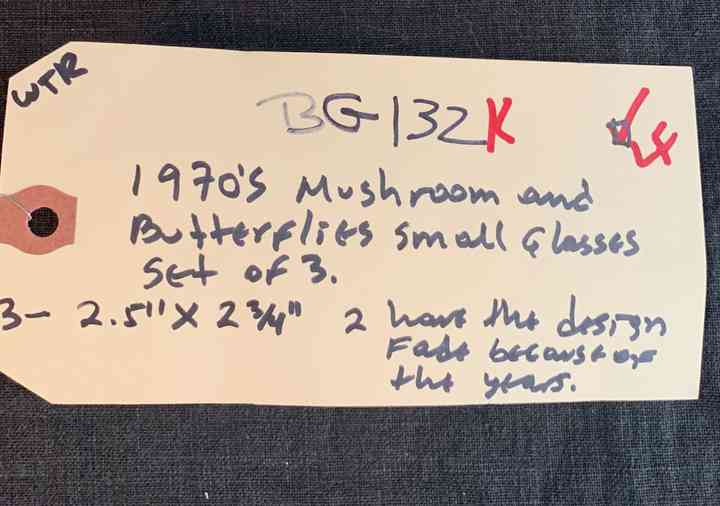 WTR
BG132K
1970's Mushroom and
Butterflies small Glasses
Set of 3.
3- 2.5" X 2 3/4" 2 have the design
Fade because of
the years.